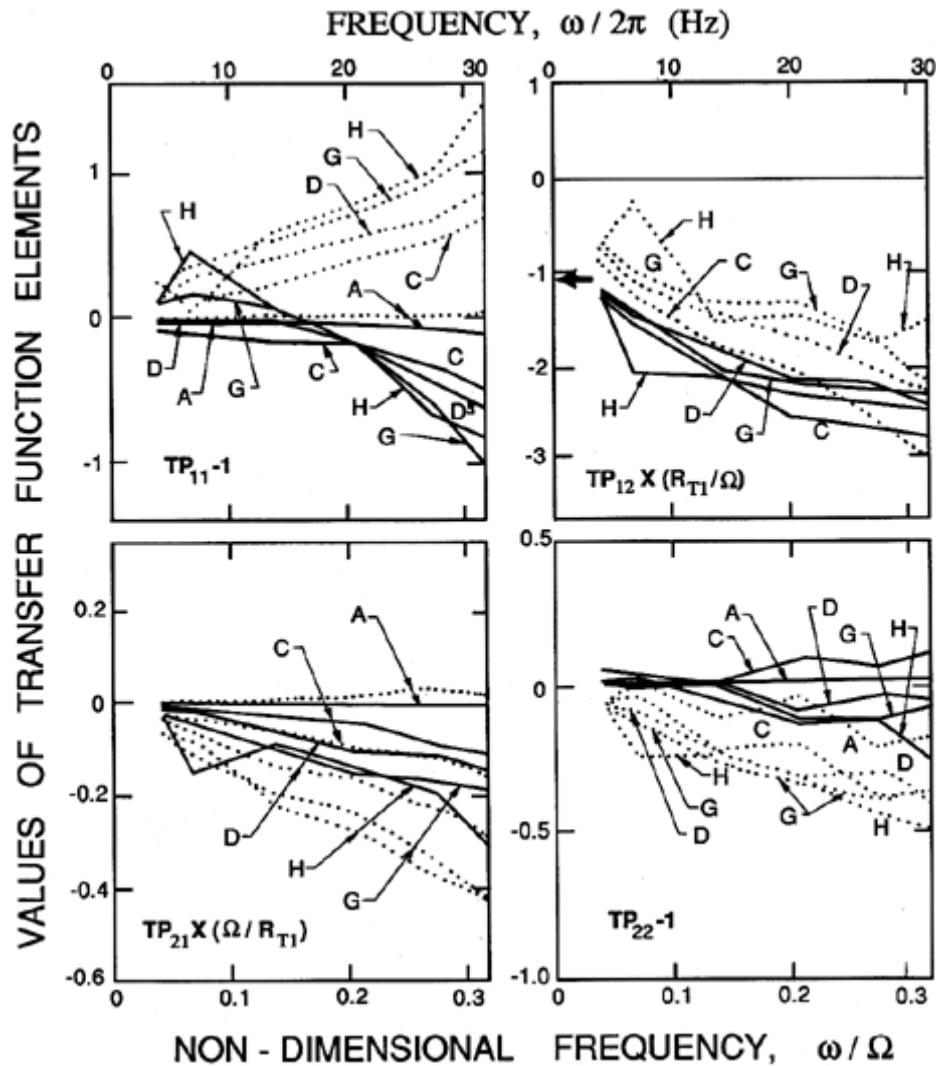 FREQUENCY, ω / 2π (Hz)
0 10 20 30
0 10 20 30
VALUES OF TRANSFER FUNCTION ELEMENTS
1
0
-1
H
H
G
D
C
A
D
A
G
C
H
G
C
D
TP₁₁-1
1
0
-1
-2
-3
H
G
C
G
D
H
H
D
G
C
TP₁₂ X (R_T1/Ω)
0.2
0
-0.2
-0.4
-0.6
A
C
D
H
G
TP₂₁ X (Ω / R_T1)
0 0.1 0.2 0.3
0.5
0
-0.5
-1.0
A
C
D
G
H
C
A
D
H
G
D
G
H
TP₂₂-1
0 0.1 0.2 0.3
NON - DIMENSIONAL FREQUENCY, ω / Ω